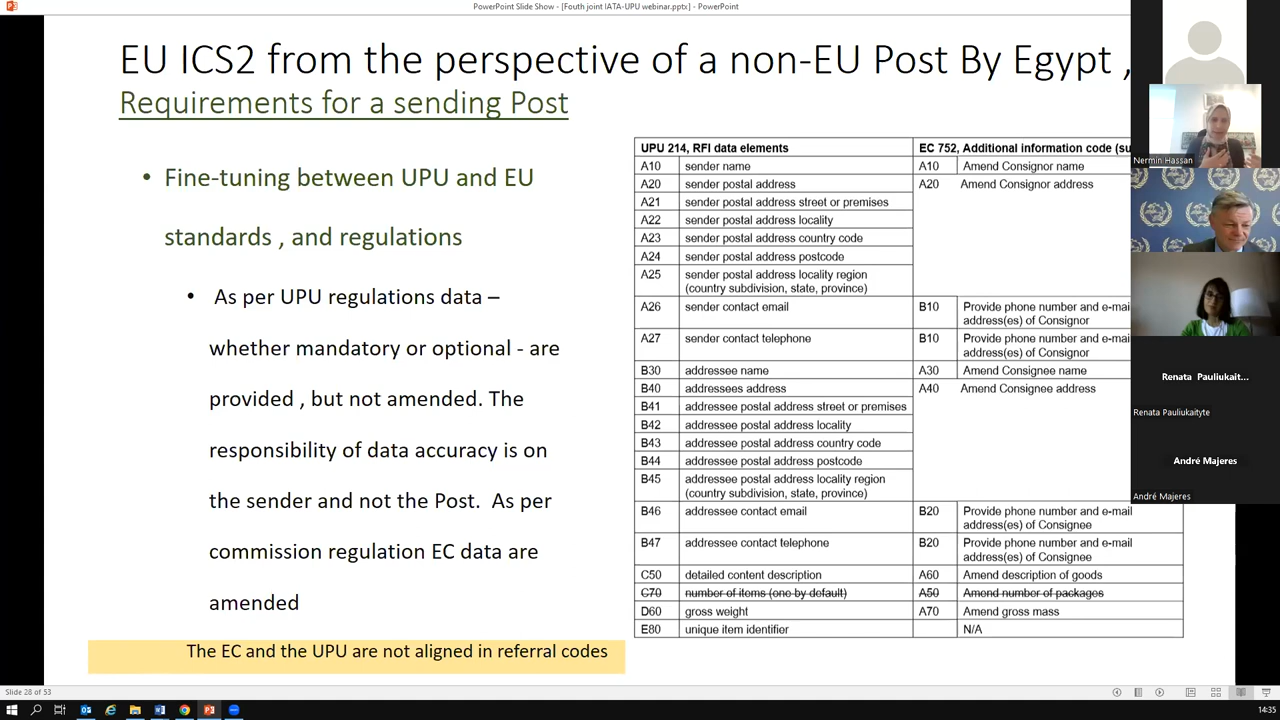 PowerPoint Slide Show - [Fouth joint IATA-UPU webinar.pptx] - PowerPoint
EU ICS2 from the perspective of a non-EU Post By Egypt ,
Requirements for a sending Post
• Fine-tuning between UPU and EU
standards , and regulations
• As per UPU regulations data –
whether mandatory or optional - are
provided , but not amended. The
responsibility of data accuracy is on
the sender and not the Post. As per
commission regulation EC data are
amended
The EC and the UPU are not aligned in referral codes
UPU 214, RFI data elements EC 752, Additional information code (su
A10 sender name A10 Amend Consignor name
A20 sender postal address A20 Amend Consignor address
A21 sender postal address street or premises
A22 sender postal address locality
A23 sender postal address country code
A24 sender postal address postcode
A25 sender postal address locality region
(country subdivision, state, province)
A26 sender contact email B10 Provide phone number and e-mai
address(es) of Consignor
A27 sender contact telephone B10 Provide phone number and e-mai
address(es) of Consignor
B30 addressee name A30 Amend Consignee name
B40 addressees address A40 Amend Consignee address
B41 addressee postal address street or premises
B42 addressee postal address locality
B43 addressee postal address country code
B44 addressee postal address postcode
B45 addressee postal address locality region
(country subdivision, state, province)
B46 addressee contact email B20 Provide phone number and e-mail
address(es) of Consignee
B47 addressee contact telephone B20 Provide phone number and e-mail
address(es) of Consignee
C50 detailed content description A60 Amend description of goods
C70 number of items (one by default) A50 Amend number of packages
D60 gross weight A70 Amend gross mass
E80 unique item identifier N/A
Nermin Hassan
Renata Pauliukait...
Renata Pauliukaityte
André Majeres
André Majeres
Slide 28 of 53
14:35